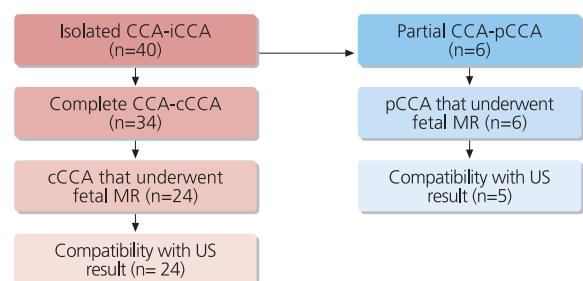 Isolated CCA-iCCA
(n=40)
Partial CCA-pCCA
(n=6)
Complete CCA-cCCA
(n=34)
pCCA that underwent
fetal MR (n=6)
cCCA that underwent
fetal MR (n=24)
Compatibility with US
result (n=5)
Compatibility with US
result (n= 24)